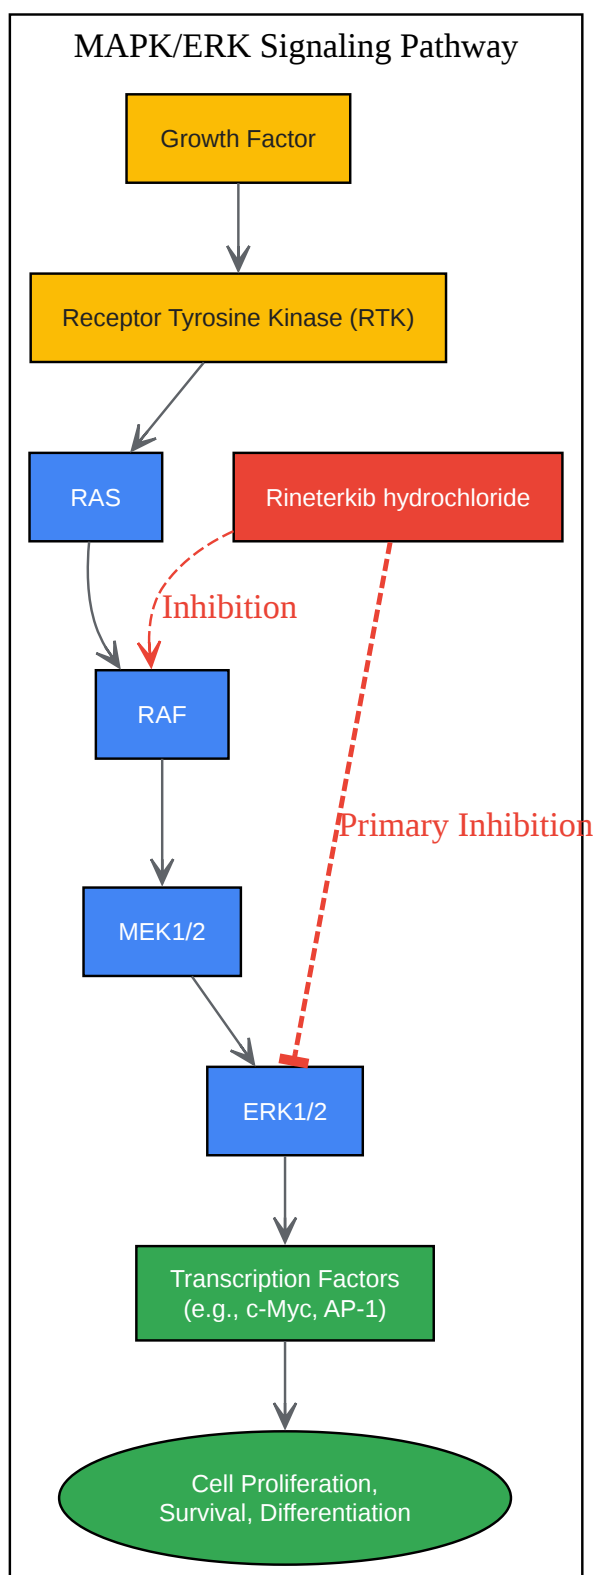 MAPK/ERK Signaling Pathway
Growth Factor
Receptor Tyrosine Kinase (RTK)
RAS
Rineterkib hydrochloride
Inhibition
RAF
Primary Inhibition
MEK1/2
ERK1/2
Transcription Factors
(e.g., c-Myc, AP-1)
Cell Proliferation,
Survival, Differentiation